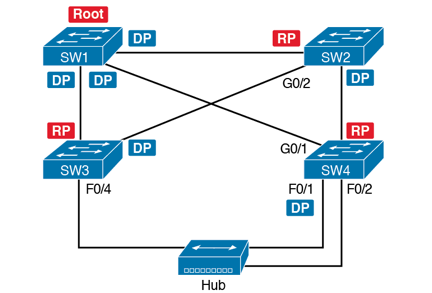 Root
DP
RP
SW1
SW2
DP
DP
DP
G0/2
RP
DP
G0/1
RP
SW3
SW4
F0/4
F0/1
F0/2
DP
Hub